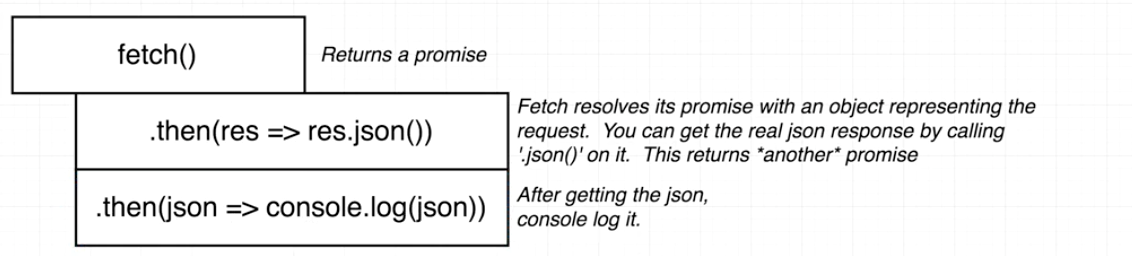 fetch()
Returns a promise
.then(res => res.json())
Fetch resolves its promise with an object representing the
request.  You can get the real json response by calling
'.json()' on it.  This returns *another* promise
.then(json => console.log(json))
After getting the json,
console log it.